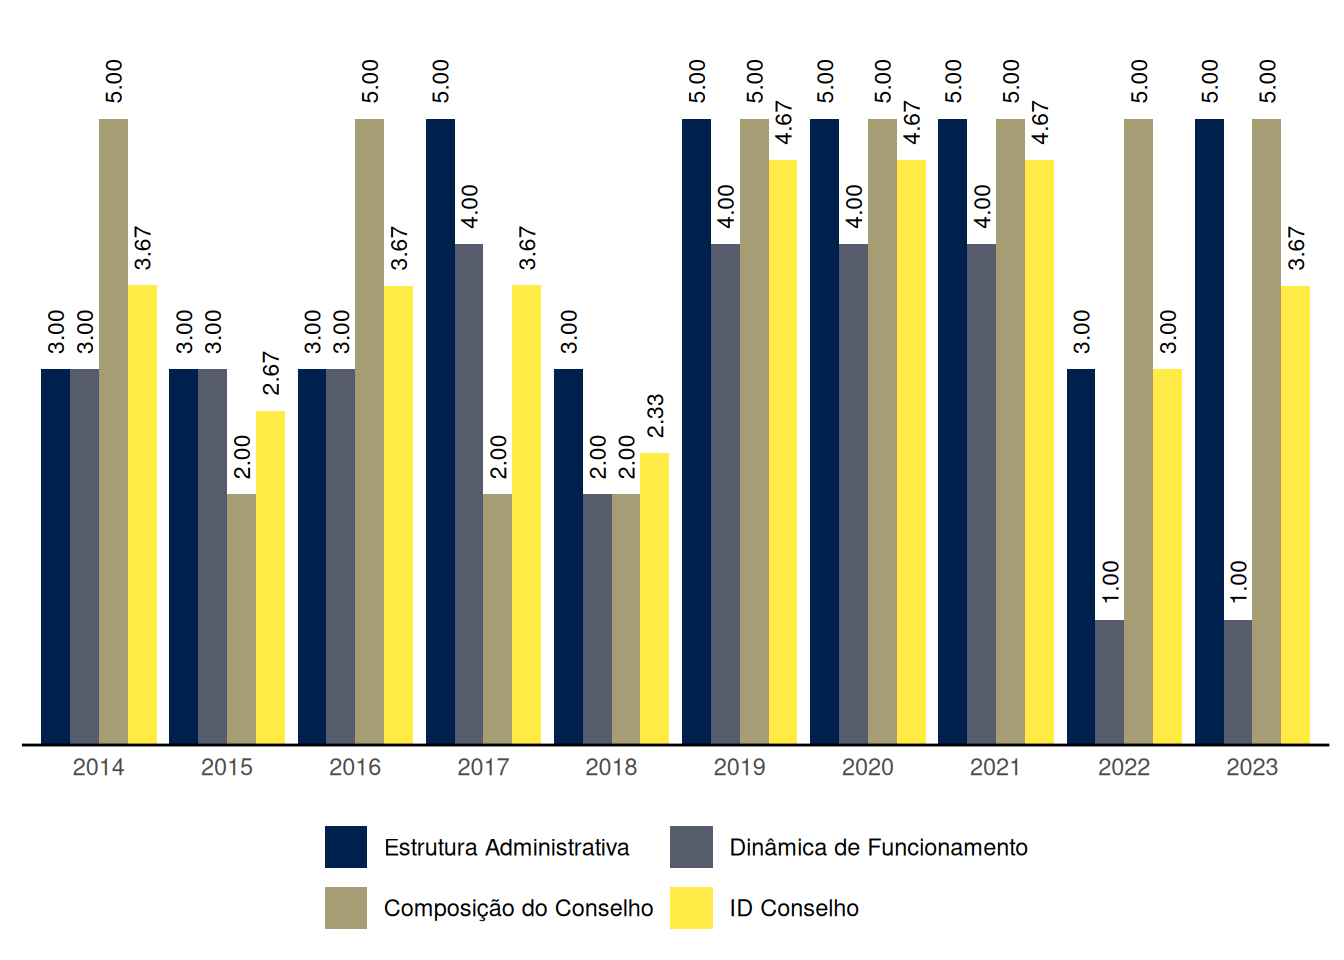 5.00 5.00 5.00 5.00 5.00 5.00 5.00 5.00 5.00 5.00 5.00
4.67 4.67 4.67
4.00 4.00 4.00 4.00
3.67 3.67 3.67 3.67
3.00 3.00 3.00 3.00 3.00 3.00 3.00 3.00 3.00
2.67
2.33
2.00 2.00 2.00 2.00
1.00 1.00
2014 2015 2016 2017 2018 2019 2020 2021 2022 2023
Estrutura Administrativa Dinâmica de Funcionamento
Composição do Conselho ID Conselho